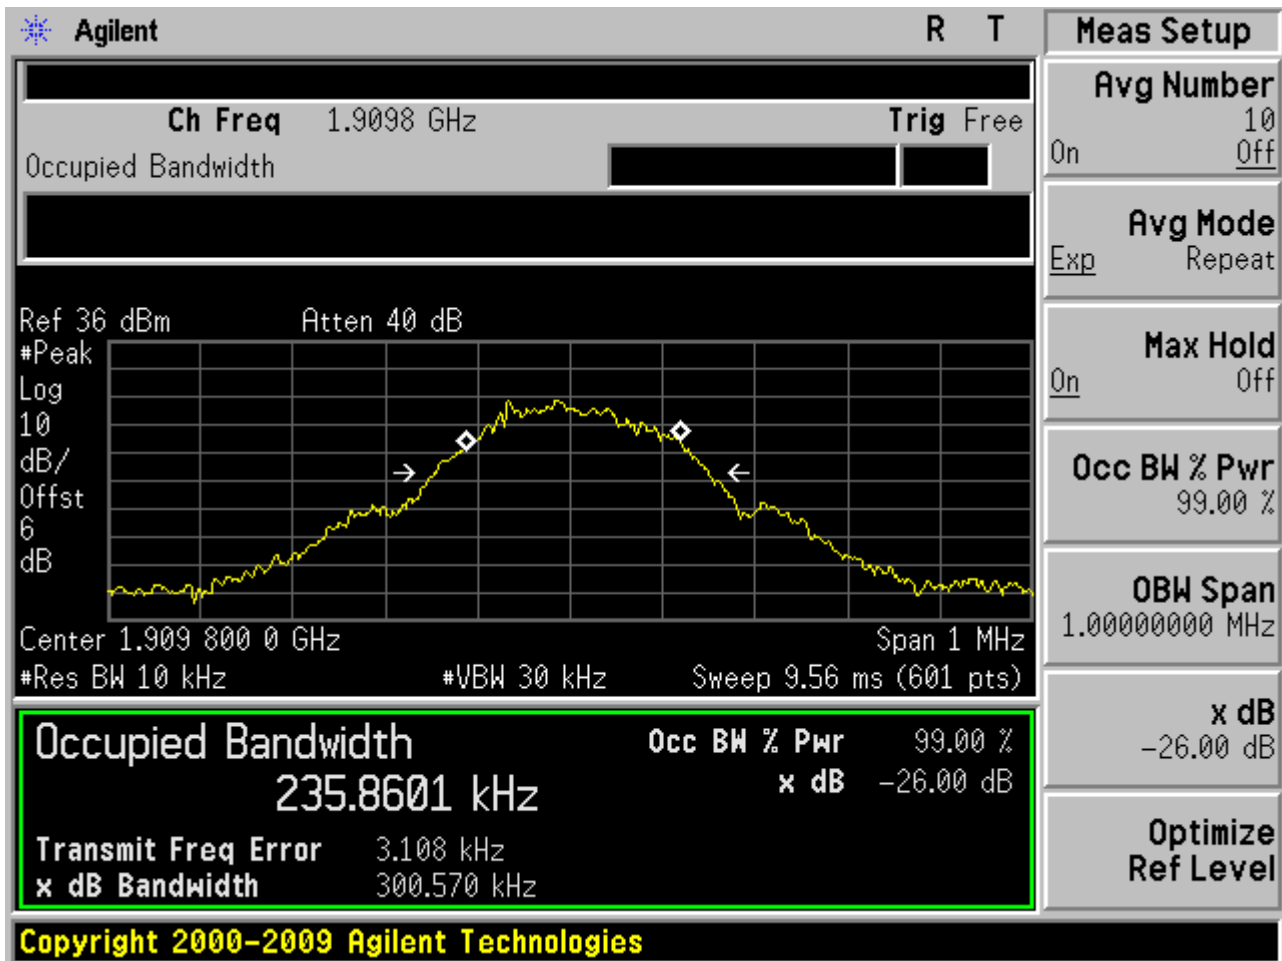 Agilent R T
Ch Freq 1.9098 GHz Trig Free
Occupied Bandwidth
Ref 36 dBm Atten 40 dB
#Peak
Log
10
dB/
Offst
6
dB
Center 1.909 800 0 GHz Span 1 MHz
#Res BW 10 kHz #VBW 30 kHz Sweep 9.56 ms (601 pts)
Occupied Bandwidth
235.8601 kHz
Occ BW % Pwr 99.00 %
x dB -26.00 dB
Transmit Freq Error 3.108 kHz
x dB Bandwidth 300.570 kHz
Copyright 2000-2009 Agilent Technologies
Meas Setup
Avg Number
10
On Off
Avg Mode
Exp Repeat
Max Hold
On Off
Occ BW % Pwr
99.00 %
OBW Span
1.00000000 MHz
x dB
-26.00 dB
Optimize
Ref Level